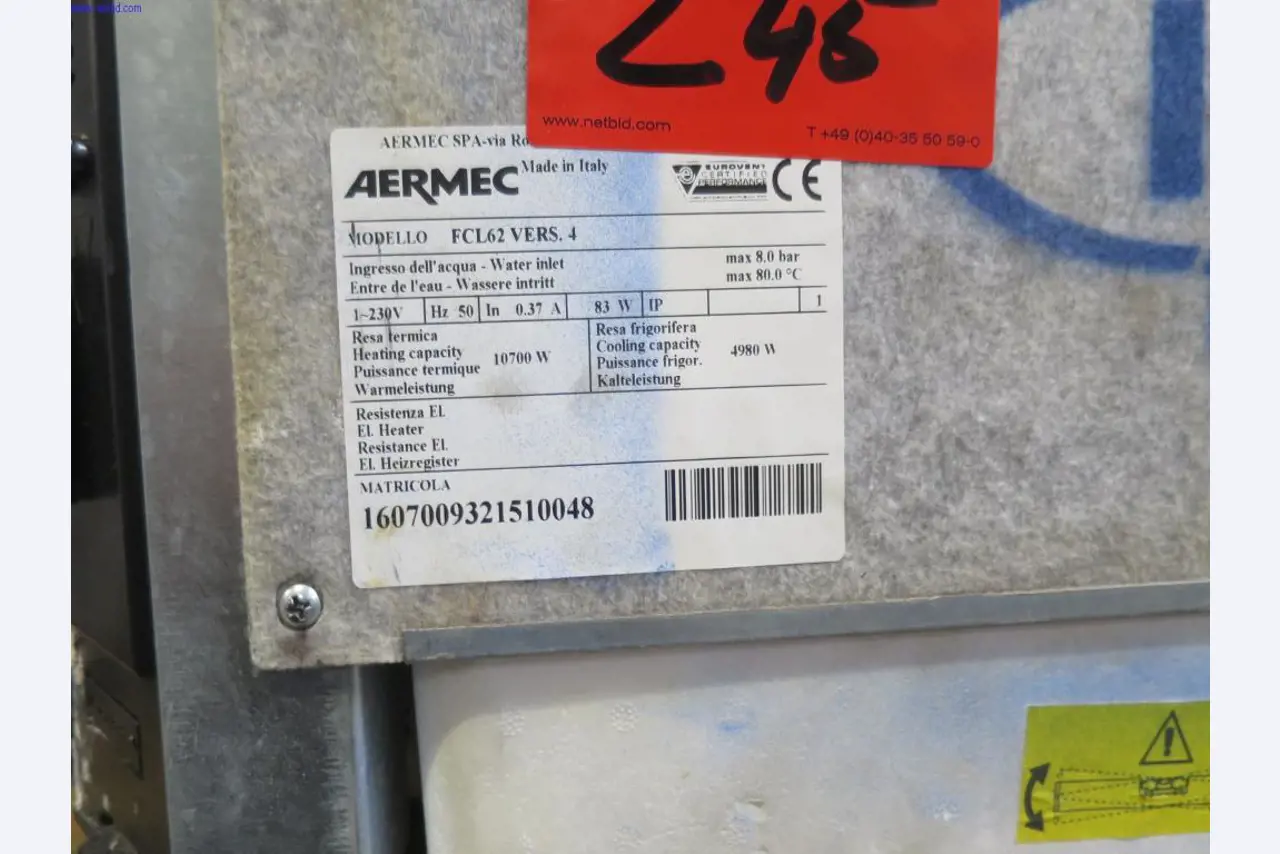 248
www.netbid.com
T +49 (0)40-35 50 59-0
AERMEC SPA-via Ro
AERMEC Made in Italy
EUROVENT
CERTIFIED
PERFORMANCE
CE
MODELLO FCL62 VERS. 4
Ingresso dell'acqua - Water inlet max 8.0 bar
Entre de l'eau - Wassere intritt max 80.0 °C
1~230V Hz 50 In 0.37 A 83 W IP 1
Resa termica
Heating capacity
Puissance termique
Warmeleistung
10700 W
Resa frigorifera
Cooling capacity
Puissance frigor.
Kalteleistung
4980 W
Resistenza El.
El. Heater
Resistance El.
El. Heizregister
MATRICOLA
1607009321510048